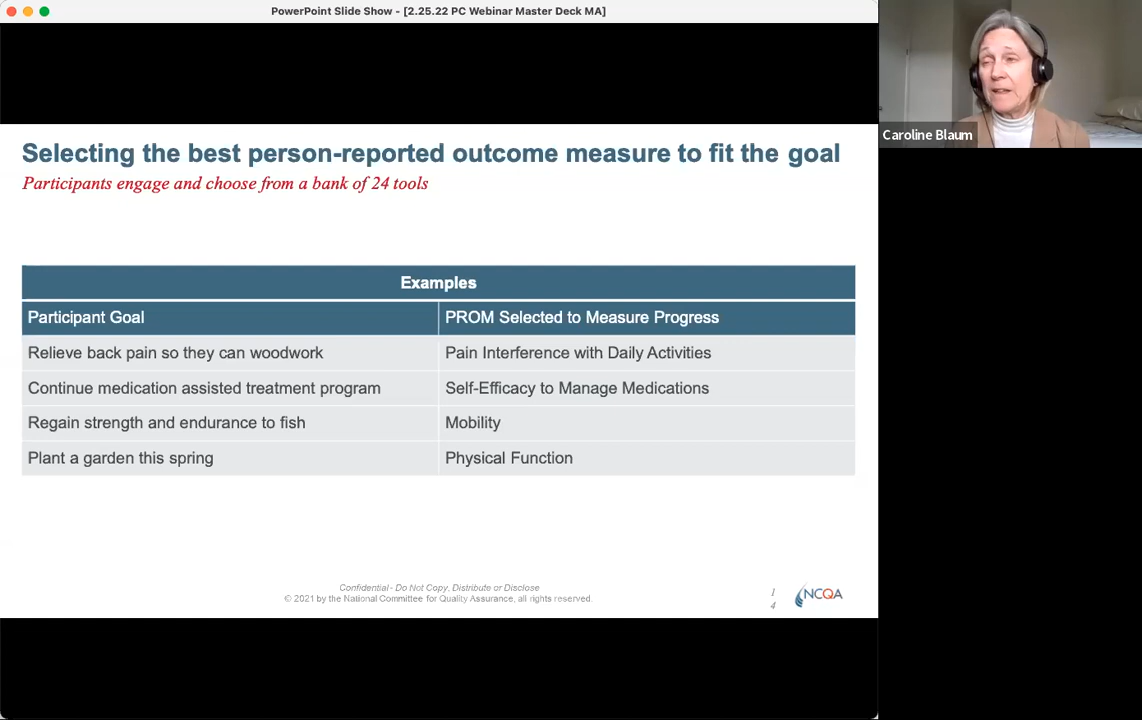 PowerPoint Slide Show - [2.25.22 PC Webinar Master Deck MA]
Caroline Blaum
Selecting the best person-reported outcome measure to fit the goal
Participants engage and choose from a bank of 24 tools
Examples
Participant Goal PROM Selected to Measure Progress
Relieve back pain so they can woodwork Pain Interference with Daily Activities
Continue medication assisted treatment program Self-Efficacy to Manage Medications
Regain strength and endurance to fish Mobility
Plant a garden this spring Physical Function
Confidential - Do Not Copy, Distribute or Disclose
© 2021 by the National Committee for Quality Assurance, all rights reserved.
1
4
NCQA